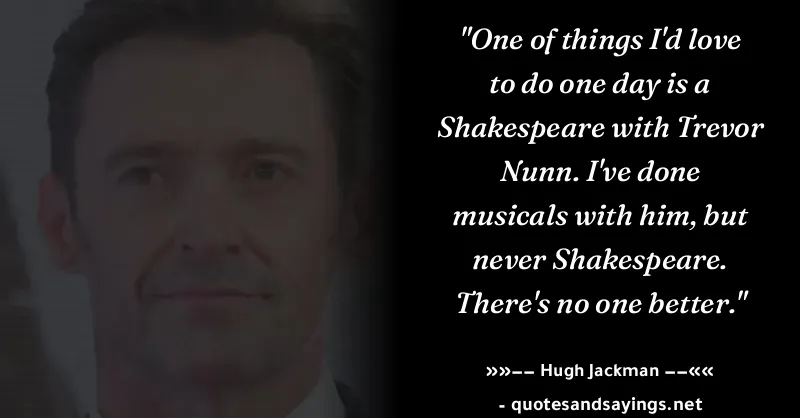 "One of things I'd love
to do one day is a
Shakespeare with Trevor
Nunn. I've done
musicals with him, but
never Shakespeare.
There's no one better."
»»–– Hugh Jackman ––««
- quotesandsayings.net